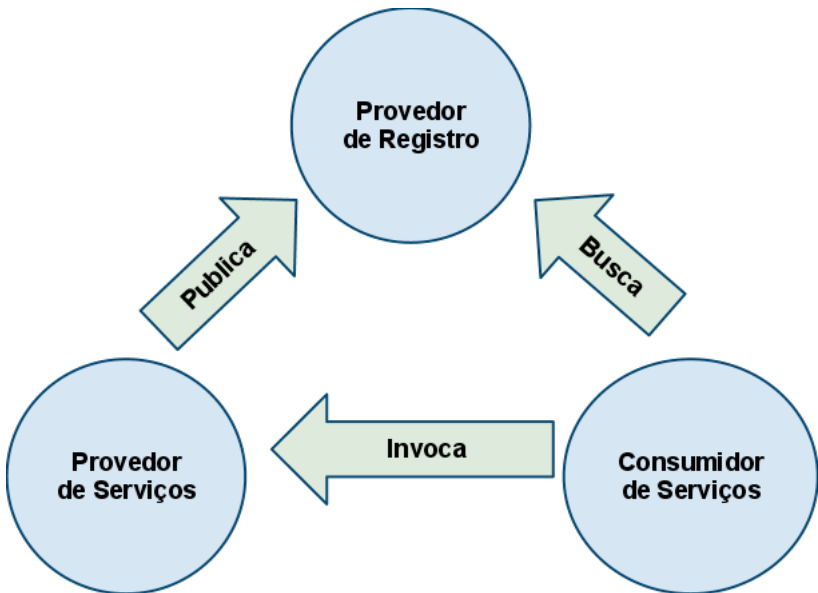 Provedor
de Registro
Publica
Busca
Invoca
Provedor
de Serviços
Consumidor
de Serviços